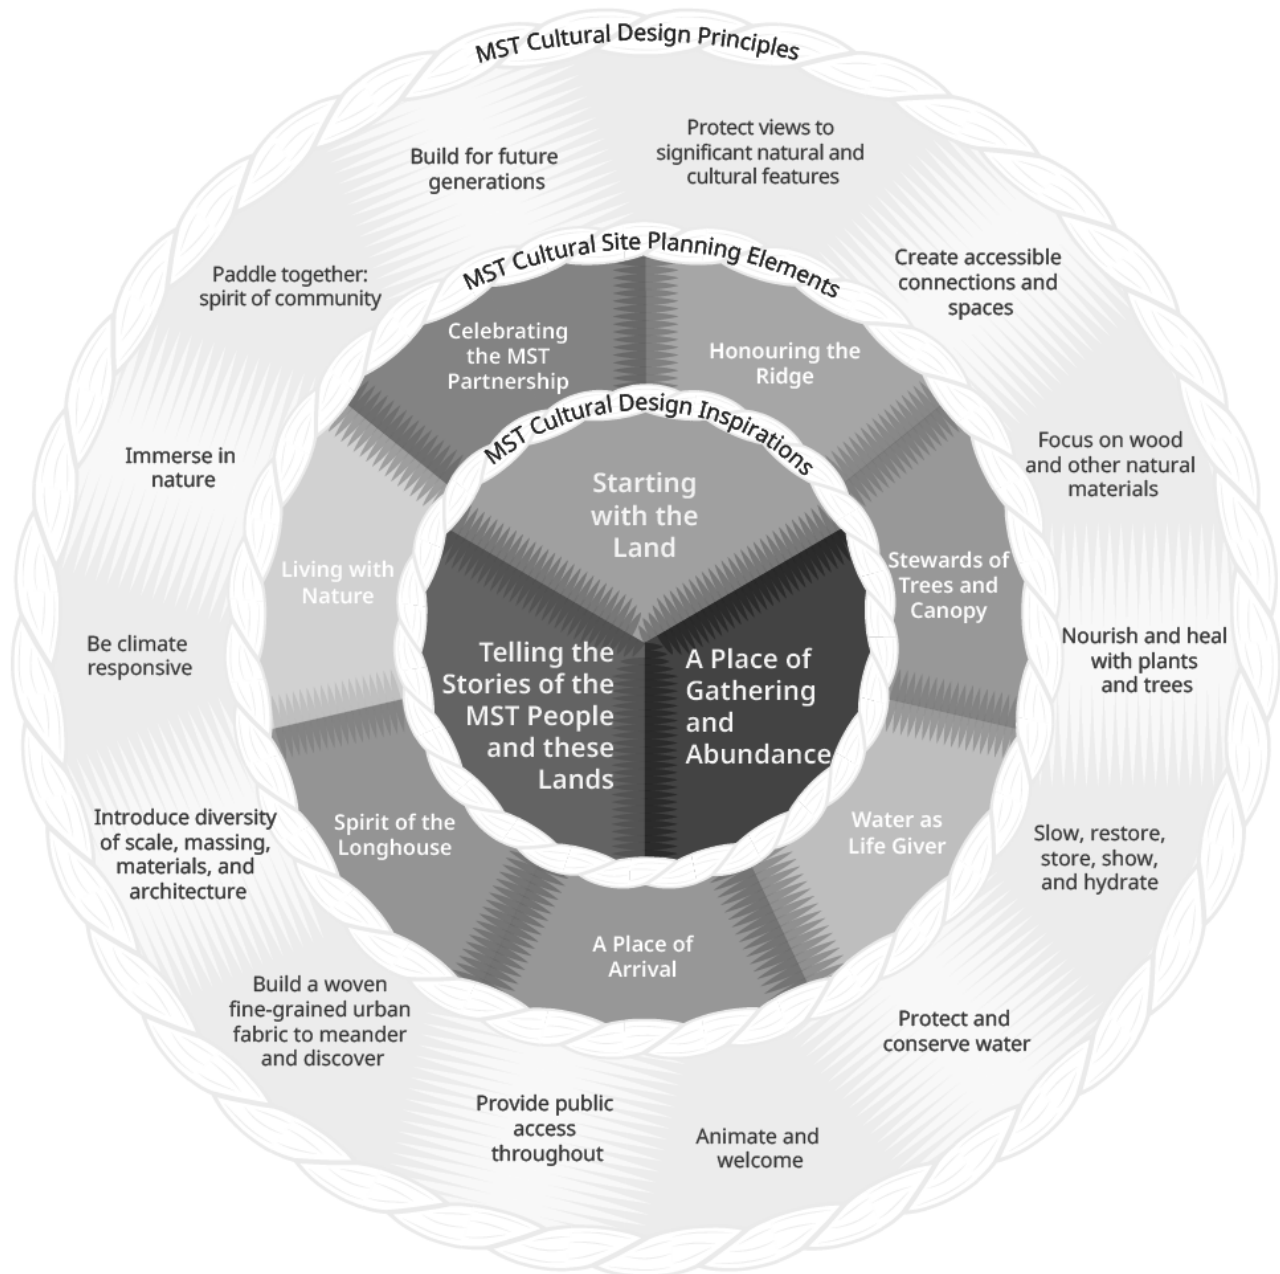 MST Cultural Design Principles
Protect views to
significant natural and
cultural features
Create accessible
connections and
spaces
Focus on wood
and other natural
materials
Nourish and heal
with plants
and trees
Slow, restore,
store, show,
and hydrate
Protect and
conserve water
Animate and
welcome
Provide public
access
throughout
Build a woven
fine-grained urban
fabric to meander
and discover
Introduce diversity
of scale, massing,
materials, and
architecture
Be climate
responsive
Immerse in
nature
Paddle together:
spirit of community
Build for future
generations
MST Cultural Site Planning Elements
Honouring the
Ridge
Stewards of
Trees and
Canopy
Water as
Life Giver
A Place of
Arrival
Spirit of the
Longhouse
Living with
Nature
Celebrating
the MST
Partnership
MST Cultural Design Inspirations
Starting
with the
Land
A Place of
Gathering
and
Abundance
Telling the
Stories of the
MST People
and these
Lands